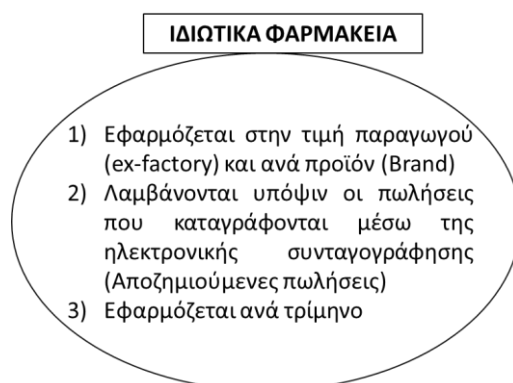 ΙΔΙΩΤΙΚΑ ΦΑΡΜΑΚΕΙΑ
1) Εφαρμόζεται στην τιμή παραγωγού
(ex-factory) και ανά προϊόν (Brand)
2) Λαμβάνονται υπόψιν οι πωλήσεις
που καταγράφονται μέσω της
ηλεκτρονικής συνταγογράφησης
(Αποζημιούμενες πωλήσεις)
3) Εφαρμόζεται ανά τρίμηνο